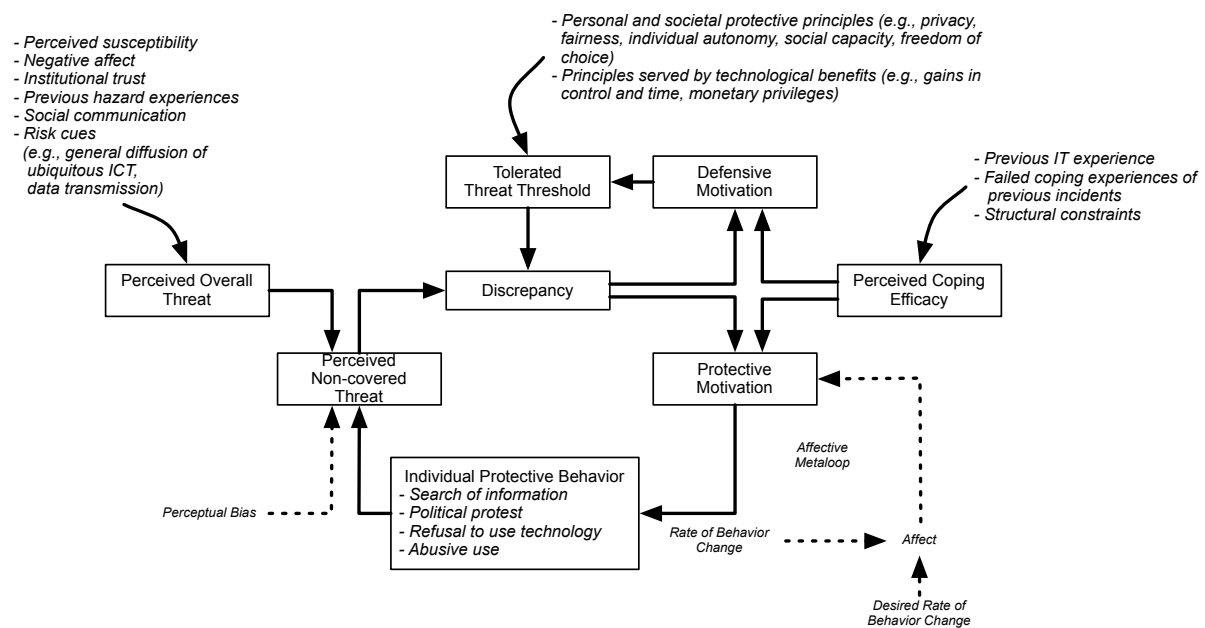 - Personal and societal protective principles (e.g., privacy,
fairness, individual autonomy, social capacity, freedom of
choice)
- Principles served by technological benefits (e.g., gains in
control and time, monetary privileges)
- Perceived susceptibility
- Negative affect
- Institutional trust
- Previous hazard experiences
- Social communication
- Risk cues
(e.g., general diffusion of
ubiquitous ICT,
data transmission)
- Previous IT experience
- Failed coping experiences of
previous incidents
- Structural constraints
Tolerated
Threat Threshold
Defensive
Motivation
Perceived Overall
Threat
Discrepancy
Perceived Coping
Efficacy
Perceived
Non-covered
Threat
Protective
Motivation
Affective
Metaloop
Individual Protective Behavior
- Search of information
- Political protest
- Refusal to use technology
- Abusive use
Perceptual Bias
Rate of Behavior
Change
Affect
Desired Rate of
Behavior Change